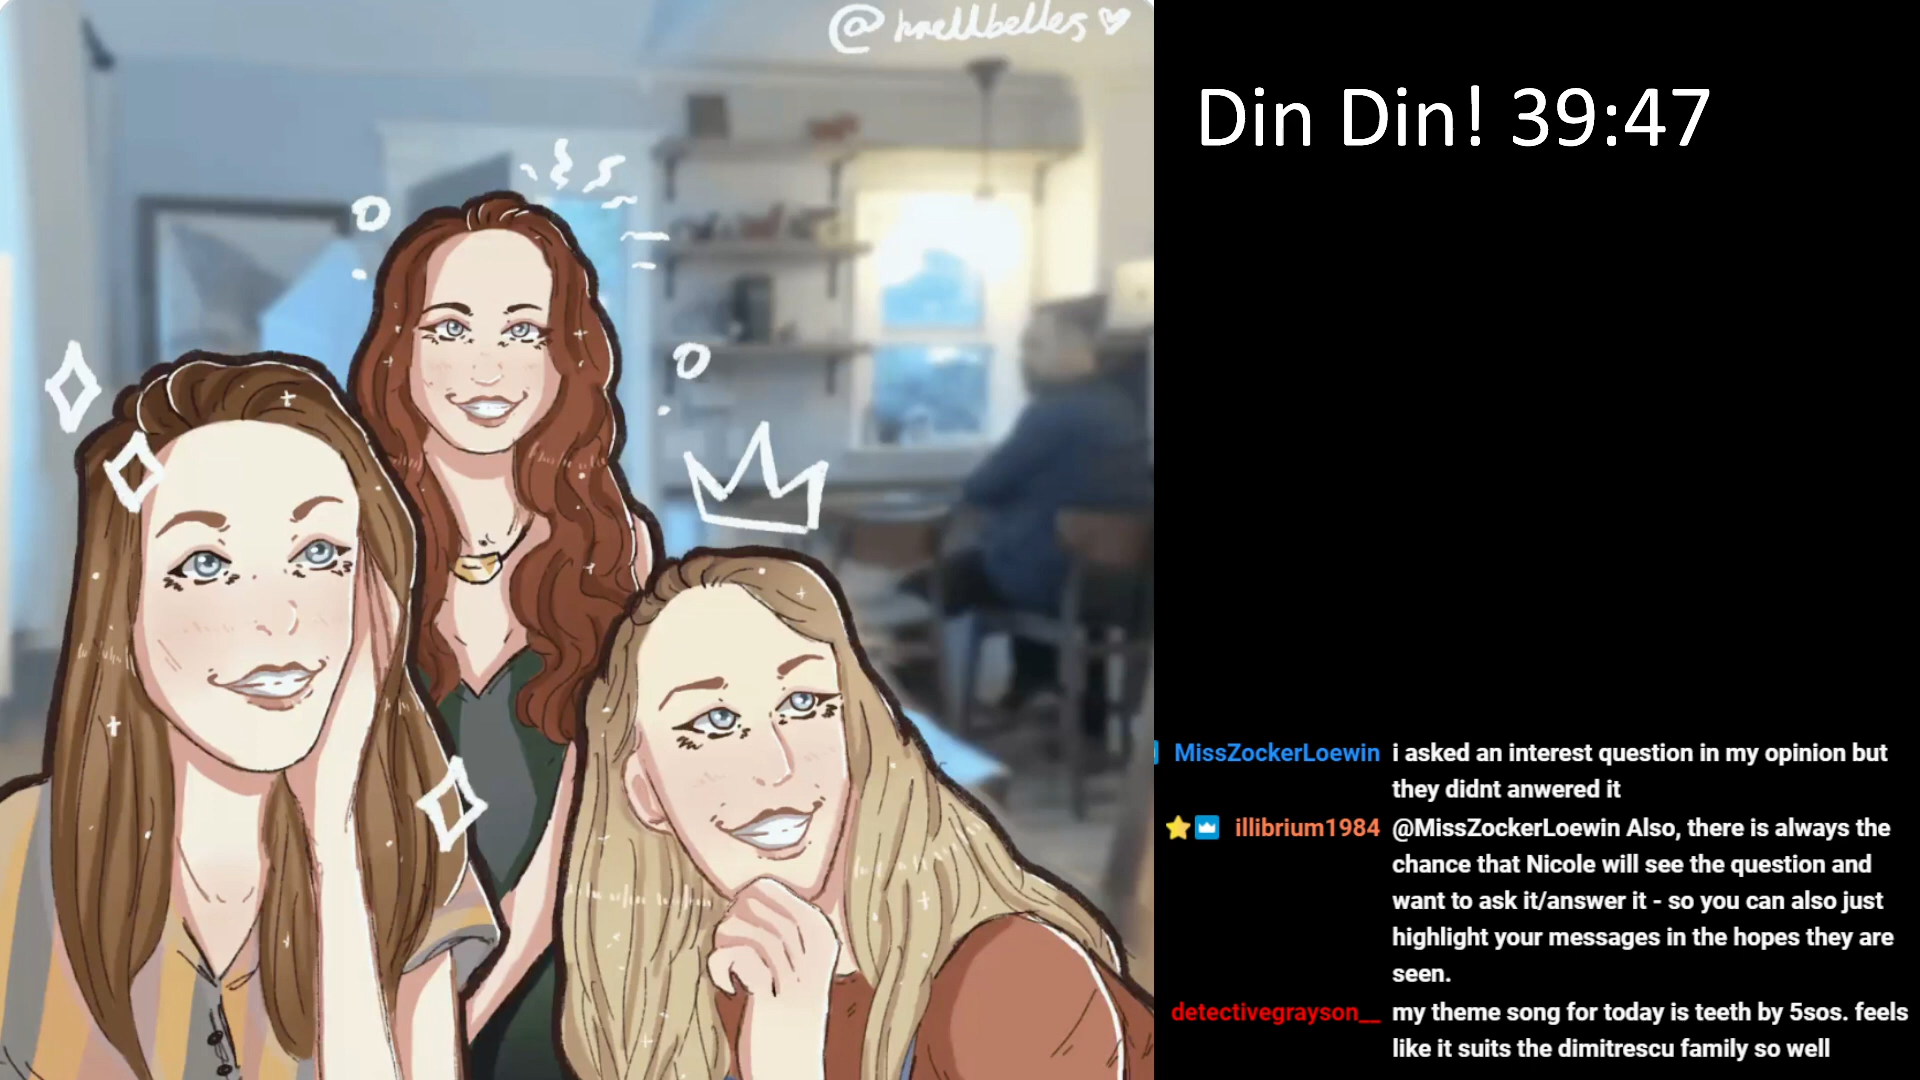 @knellbelles
Din Din! 39:47
MissZockerLoewin i asked an interest question in my opinion but
they didnt anwered it
illibrium1984 @MissZockerLoewin Also, there is always the
chance that Nicole will see the question and
want to ask it/answer it - so you can also just
highlight your messages in the hopes they are
seen.
detectivegrayson__ my theme song for today is teeth by 5sos. feels
like it suits the dimitrescu family so well